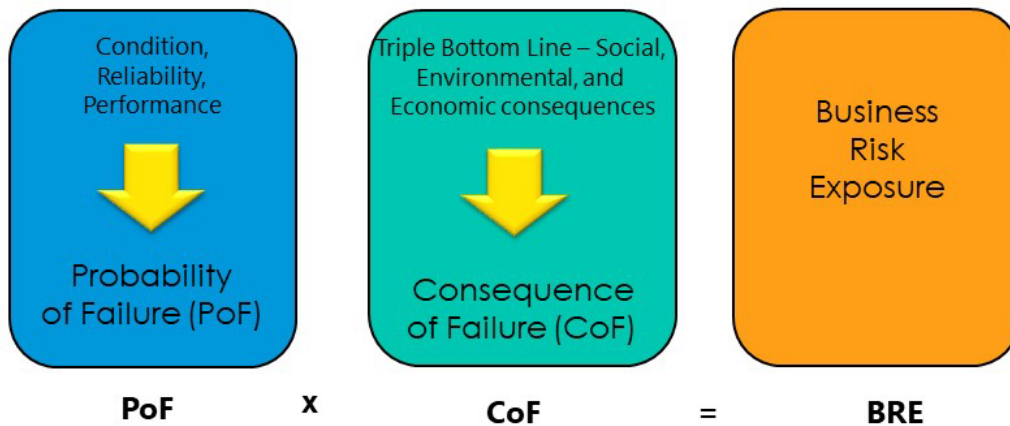 Condition,
Reliability,
Performance
Probability
of Failure (PoF)
Triple Bottom Line – Social,
Environmental, and
Economic consequences
Consequence
of Failure (CoF)
Business
Risk
Exposure
PoF x CoF = BRE